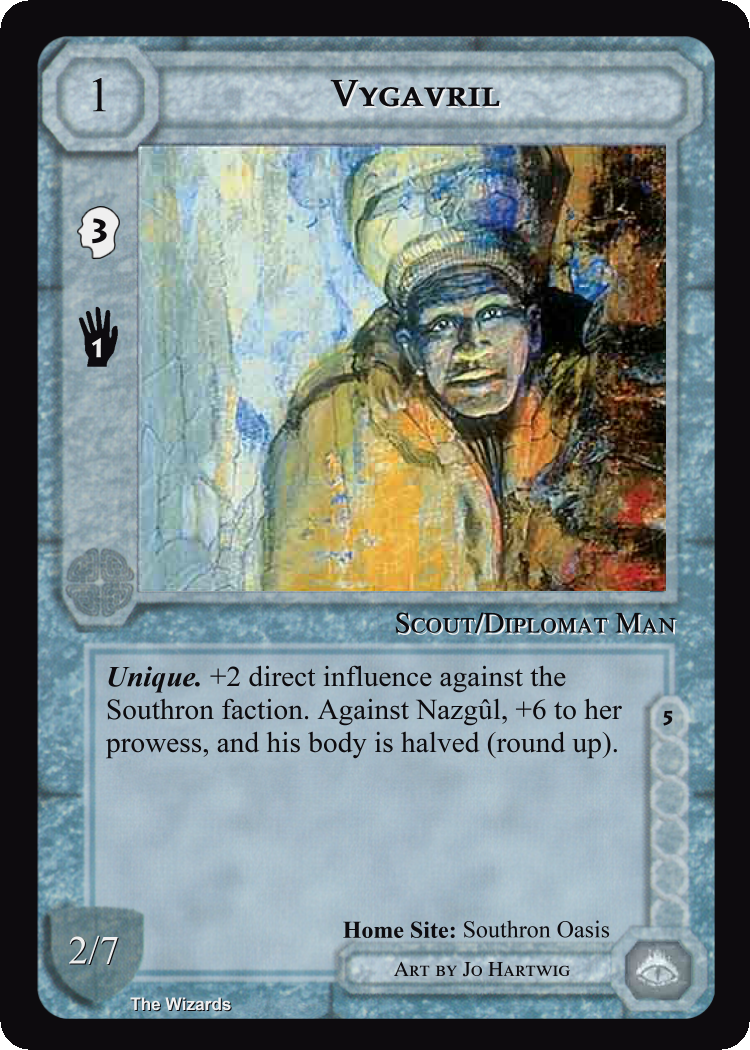 1
Vygavril
3
1
Scout/Diplomat Man
Unique. +2 direct influence against the
Southron faction. Against Nazgûl, +6 to her
prowess, and his body is halved (round up).
5
Home Site: Southron Oasis
2/7
Art by Jo Hartwig
The Wizards